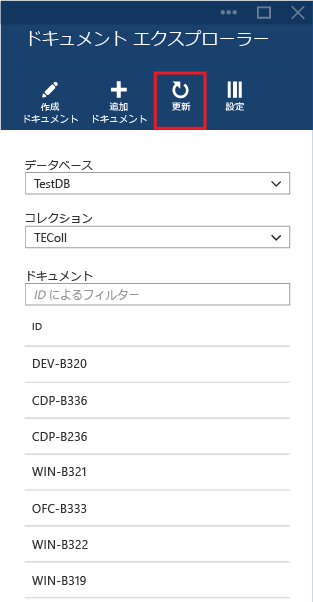 ドキュメント エクスプローラー
作成
ドキュメント
追加
ドキュメント
更新
設定
データベース
TestDB
コレクション
TEColl
ドキュメント
ID によるフィルター
ID
DEV-B320
CDP-B336
CDP-B236
WIN-B321
OFC-B333
WIN-B322
WIN-B319